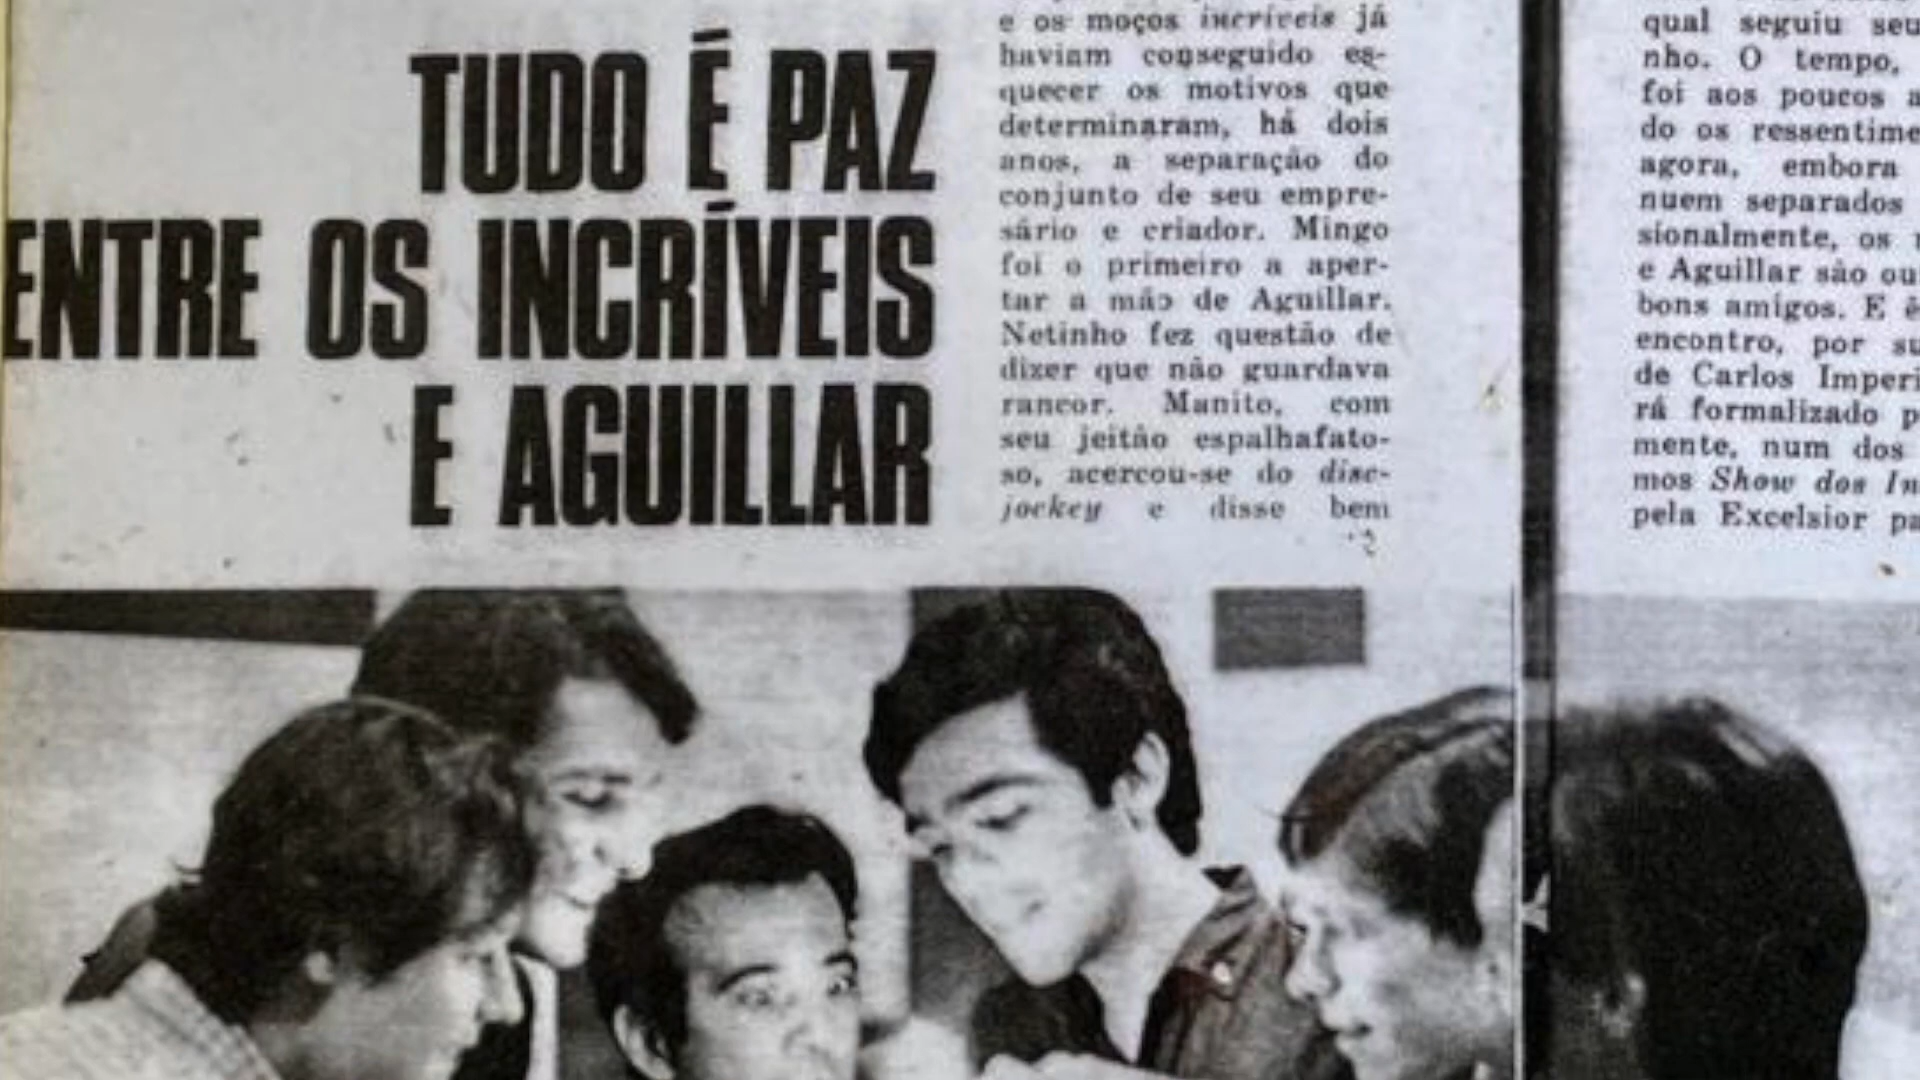 TUDO É PAZ
ENTRE OS INCRÍVEIS
E AGUILLAR
e os moços incríveis já
haviam conseguido es-
quecer os motivos que
determinaram, há dois
anos, a separação do
conjunto de seu empre-
sário e criador. Mingo
foi o primeiro a aper-
tar a mão de Aguillar.
Netinho fez questão de
dizer que não guardava
rancor. Manito, com
seu jeitão espalhafato-
so, acercou-se do disc-
jockey e disse bem
qual seguiu seu
nho. O tempo,
foi aos poucos a
do os ressentime
agora, embora
nuem separados
sionalmente, os
e Aguillar são ou
bons amigos. E ê
encontro, por su
de Carlos Imperi
rá formalizado p
mente, num dos
mos Show dos In
pela Excelsior pa